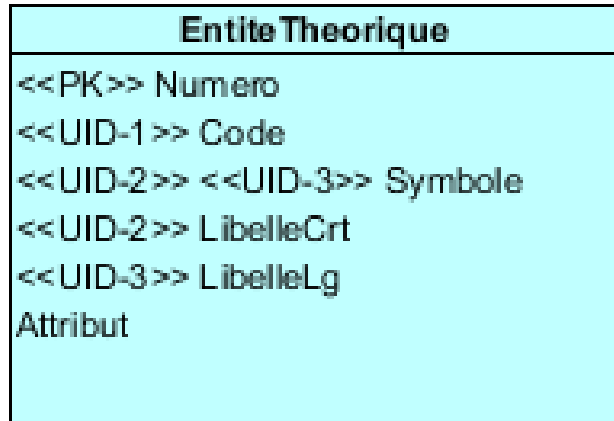 EntiteTheorique
<<PK>> Numero
<<UID-1>> Code
<<UID-2>> <<UID-3>> Symbole
<<UID-2>> LibelleCrt
<<UID-3>> LibelleLg
Attribut